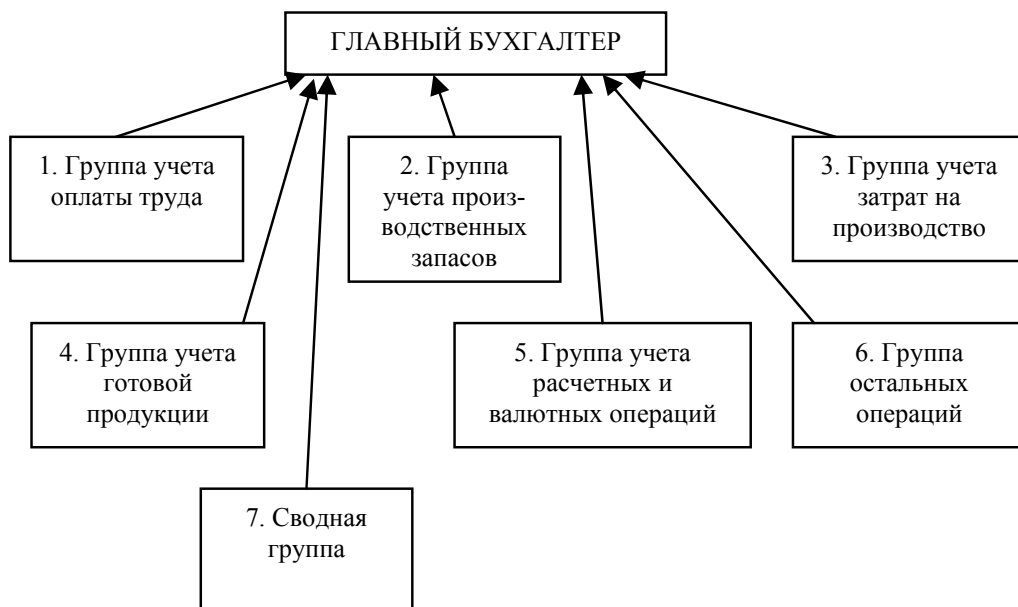 ГЛАВНЫЙ БУХГАЛТЕР
1. Группа учета
оплаты труда
2. Группа
учета произ-
водственных
запасов
3. Группа учета
затрат на
производство
4. Группа учета
готовой
продукции
5. Группа учета
расчетных и
валютных операций
6. Группа
остальных
операций
7. Сводная
группа